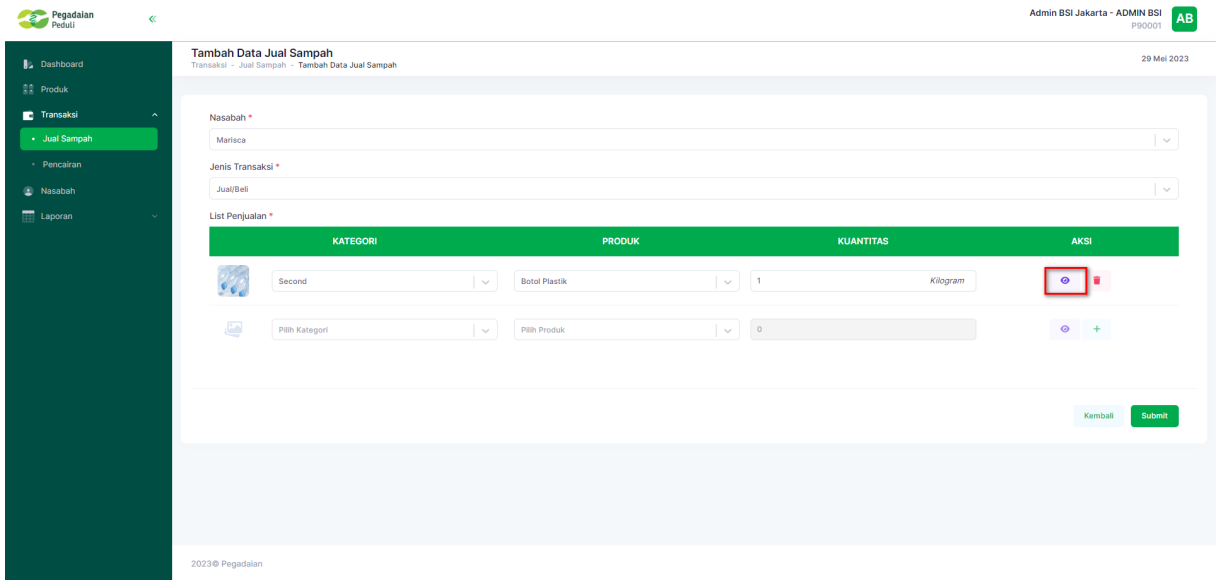 Pegadaian
Peduli
Admin BSI Jakarta - ADMIN BSI
P90001
AB
Dashboard
Produk
Transaksi
Jual Sampah
Pencairan
Nasabah
Laporan
Tambah Data Jual Sampah
Transaksi - Jual Sampah - Tambah Data Jual Sampah
29 Mei 2023
Nasabah *
Marisca
Jenis Transaksi *
Jual/Beli
List Penjualan *
KATEGORI PRODUK KUANTITAS AKSI
Second Botol Plastik 1 Kilogram
Pilih Kategori Pilih Produk 0
Kembali Submit
2023© Pegadaian